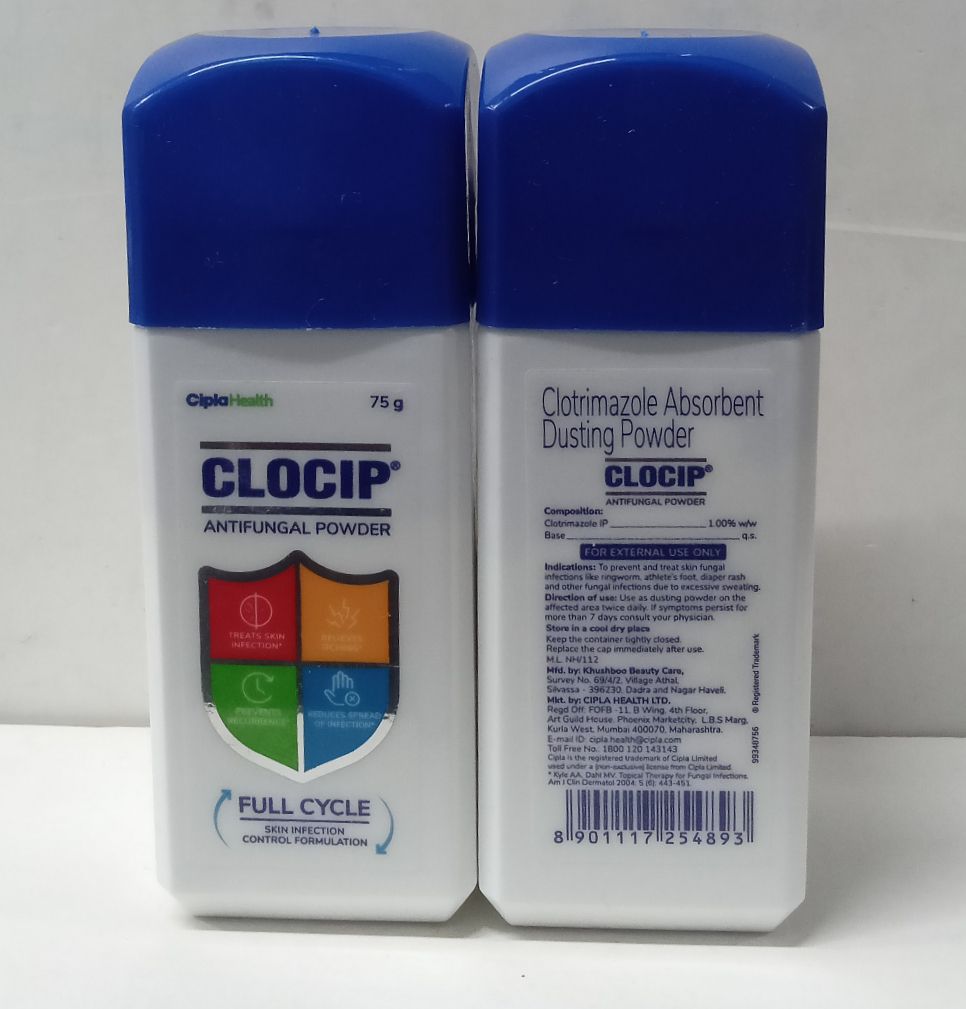 CiplaHealth 75 g
CLOCIP®
ANTIFUNGAL POWDER
TREATS SKIN
INFECTION*
RELIEVES
ITCHING*
PREVENTS
RECURRENCE*
REDUCES SPREAD
OF INFECTION*
FULL CYCLE
SKIN INFECTION
CONTROL FORMULATION
Clotrimazole Absorbent
Dusting Powder
CLOCIP®
ANTIFUNGAL POWDER
Composition:
Clotrimazole IP 1.00% w/w
Base q.s.
FOR EXTERNAL USE ONLY
Indications: To prevent and treat skin fungal
infections like ringworm, athlete's foot, diaper rash
and other fungal infections due to excessive sweating.
Direction of use: Use as dusting powder on the
affected area twice daily. If symptoms persist for
more than 7 days consult your physician.
Store in a cool dry place
Keep the container tightly closed.
Replace the cap immediately after use.
M.L. NH/112
Mfd. by: Khushboo Beauty Care,
Survey No. 69/4/2, Village Athal,
Silvassa - 396230, Dadra and Nagar Haveli.
Mkt. by: CIPLA HEALTH LTD.
Regd Off: FOFB -11, B Wing, 4th Floor,
Art Guild House, Phoenix Marketcity, L.B.S Marg,
Kurla West, Mumbai 400070, Maharashtra.
E-mail ID: cipla.health@cipla.com
Toll Free No.: 1800 120 143143
Cipla is the registered trademark of Cipla Limited
used under a (non-exclusive) license from Cipla Limited.
* Kyle AA, Dahl MV. Topical Therapy for Fungal Infections.
Am J Clin Dermatol 2004; 5 (6): 443-451.
99348756 ® Registered Trademark
8 901117 254893